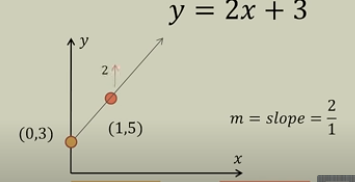 y = 2x + 3
y
2
(0,3)
(1,5)
m = slope = 2/1
x